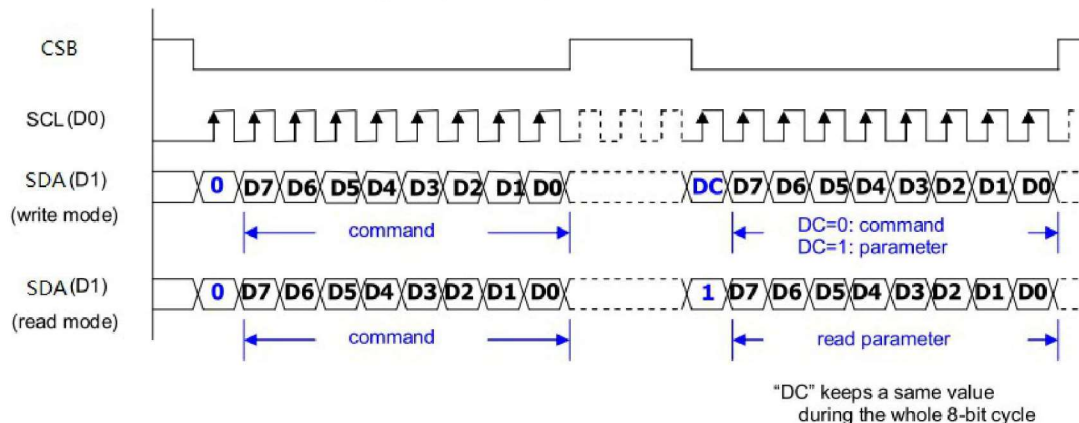 CSB
SCL(D0)
SDA(D1)
(write mode)
0 D7 D6 D5 D4 D3 D2 D1 D0
DC D7 D6 D5 D4 D3 D2 D1 D0
command
DC=0: command
DC=1: parameter
SDA(D1)
(read mode)
0 D7 D6 D5 D4 D3 D2 D1 D0
1 D7 D6 D5 D4 D3 D2 D1 D0
command
read parameter
“DC” keeps a same value
during the whole 8-bit cycle